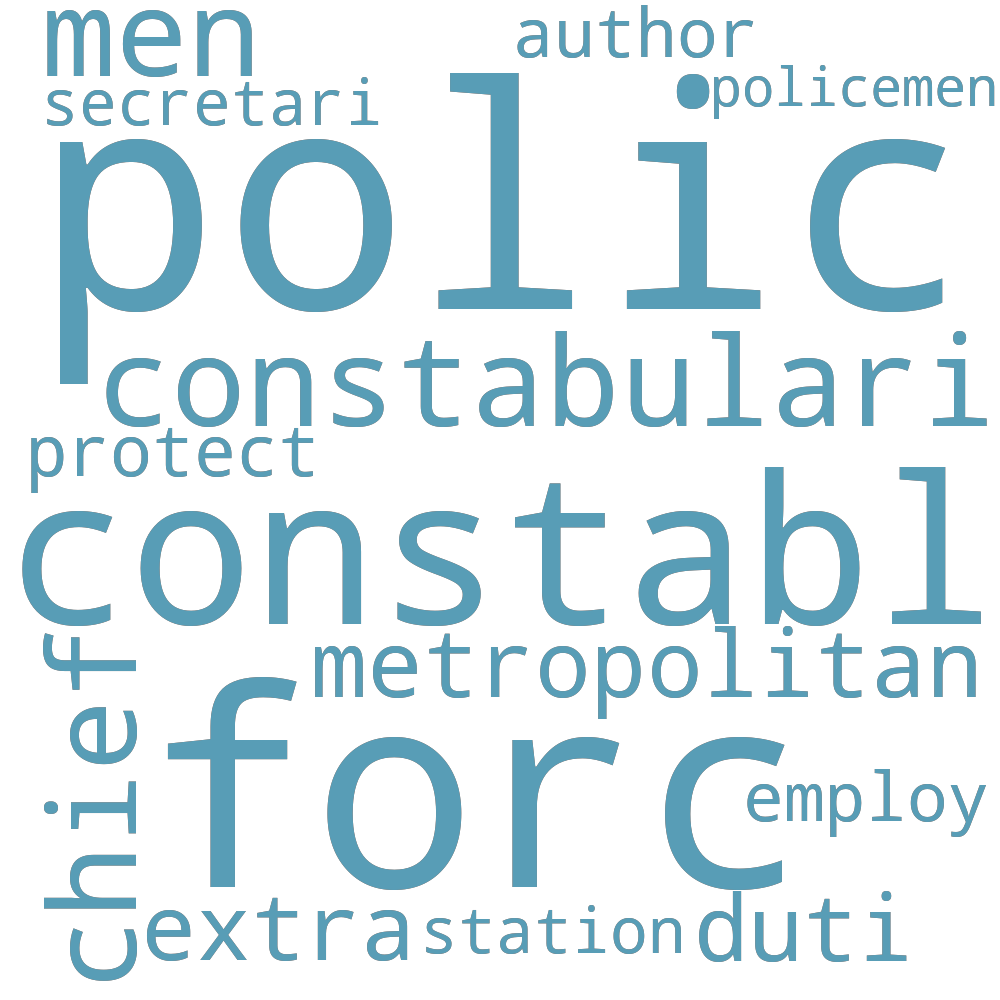 men
author
secretari
policemen
polic
constabulari
protect
constabl
metropolitan
chief
forc
employ
extra
station
duti